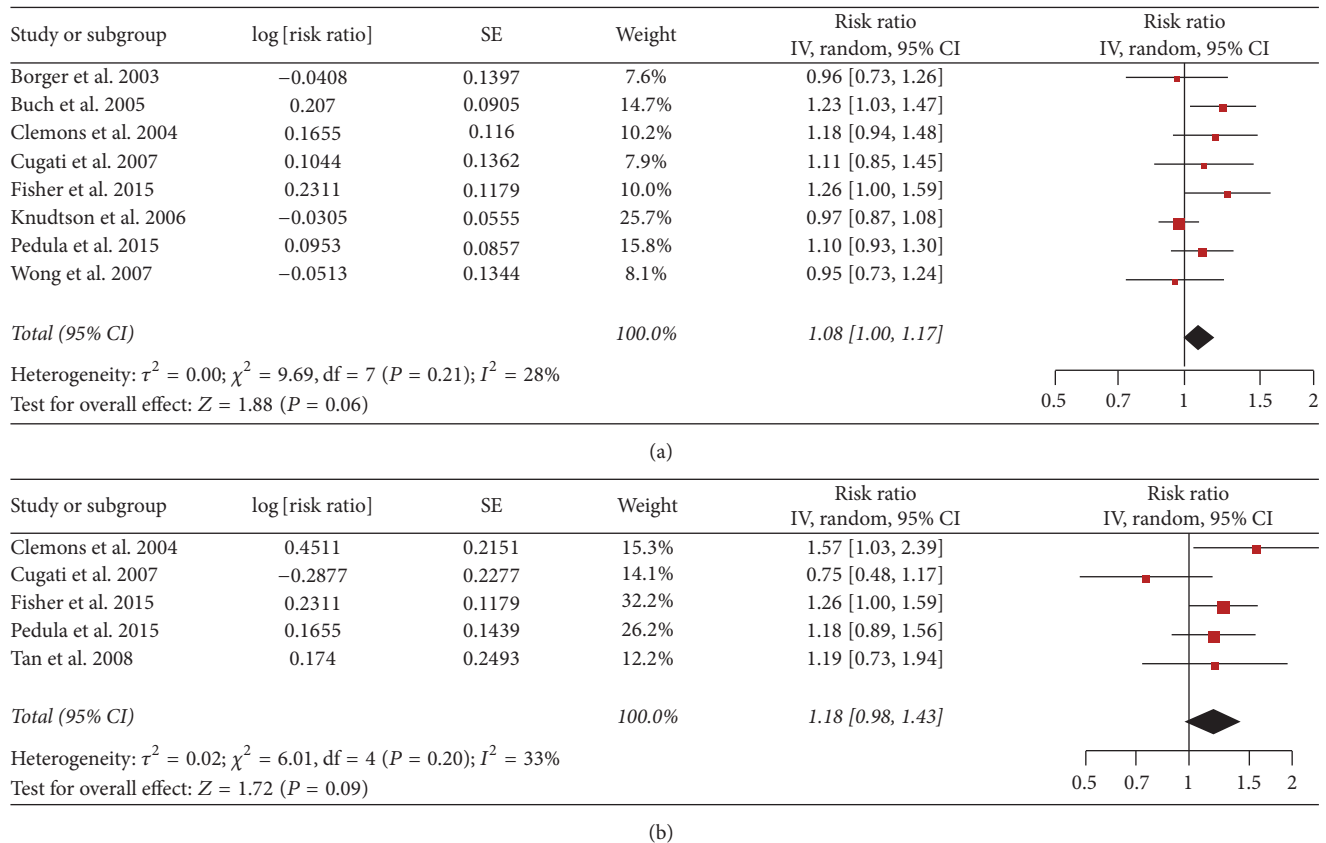 Study or subgroup log [risk ratio] SE Weight Risk ratio IV, random, 95% CI Risk ratio IV, random, 95% CI
Borger et al. 2003 −0.0408 0.1397 7.6% 0.96 [0.73, 1.26]
Buch et al. 2005 0.207 0.0905 14.7% 1.23 [1.03, 1.47]
Clemons et al. 2004 0.1655 0.116 10.2% 1.18 [0.94, 1.48]
Cugati et al. 2007 0.1044 0.1362 7.9% 1.11 [0.85, 1.45]
Fisher et al. 2015 0.2311 0.1179 10.0% 1.26 [1.00, 1.59]
Knudtson et al. 2006 −0.0305 0.0555 25.7% 0.97 [0.87, 1.08]
Pedula et al. 2015 0.0953 0.0857 15.8% 1.10 [0.93, 1.30]
Wong et al. 2007 −0.0513 0.1344 8.1% 0.95 [0.73, 1.24]
Total (95% CI) 100.0% 1.08 [1.00, 1.17]
Heterogeneity: τ² = 0.00; χ² = 9.69, df = 7 (P = 0.21); I² = 28%
Test for overall effect: Z = 1.88 (P = 0.06)
0.5 0.7 1 1.5 2
(a)
Study or subgroup log [risk ratio] SE Weight Risk ratio IV, random, 95% CI Risk ratio IV, random, 95% CI
Clemons et al. 2004 0.4511 0.2151 15.3% 1.57 [1.03, 2.39]
Cugati et al. 2007 −0.2877 0.2277 14.1% 0.75 [0.48, 1.17]
Fisher et al. 2015 0.2311 0.1179 32.2% 1.26 [1.00, 1.59]
Pedula et al. 2015 0.1655 0.1439 26.2% 1.18 [0.89, 1.56]
Tan et al. 2008 0.174 0.2493 12.2% 1.19 [0.73, 1.94]
Total (95% CI) 100.0% 1.18 [0.98, 1.43]
Heterogeneity: τ² = 0.02; χ² = 6.01, df = 4 (P = 0.20); I² = 33%
Test for overall effect: Z = 1.72 (P = 0.09)
0.5 0.7 1 1.5 2
(b)